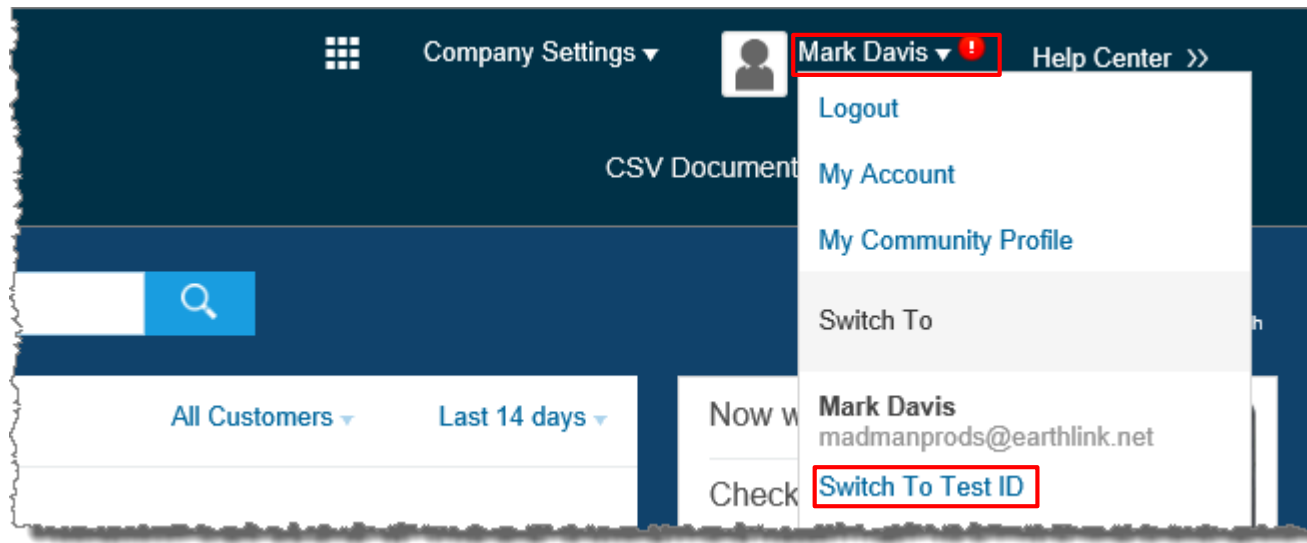 Company Settings
Mark Davis
Help Center >>
Logout
CSV Document
My Account
My Community Profile
Switch To
h
All Customers
Last 14 days
Now w
Mark Davis
madmanprods@earthlink.net
Check
Switch To Test ID